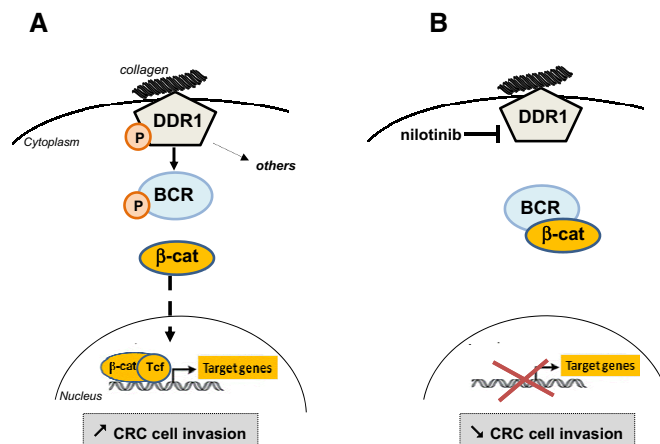 A
collagen
DDR1
P
Cytoplasm
others
BCR
P
β-cat
β-cat
Tcf
Target genes
Nucleus
↗ CRC cell invasion
B
DDR1
nilotinib
BCR
β-cat
Target genes
↘ CRC cell invasion